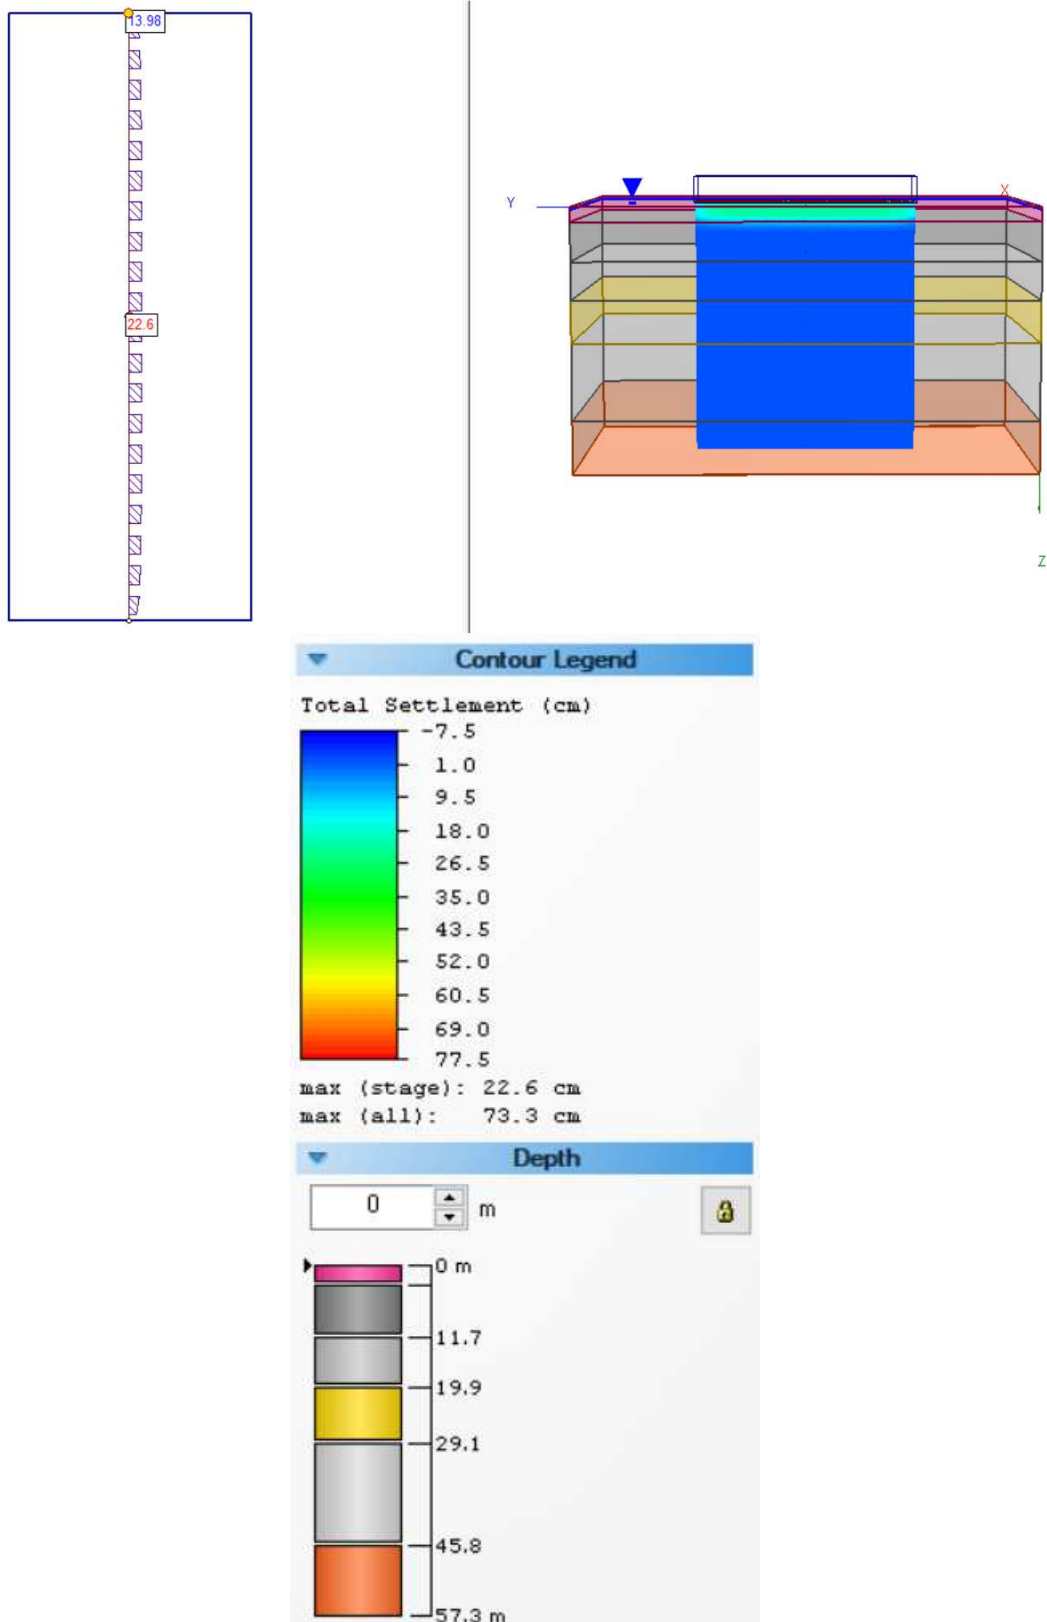 13.98
22.6
Y
X
Z
Contour Legend
Total Settlement (cm)
-7.5
1.0
9.5
18.0
26.5
35.0
43.5
52.0
60.5
69.0
77.5
max (stage): 22.6 cm
max (all): 73.3 cm
Depth
0 m
0 m
11.7
19.9
29.1
45.8
57.3 m